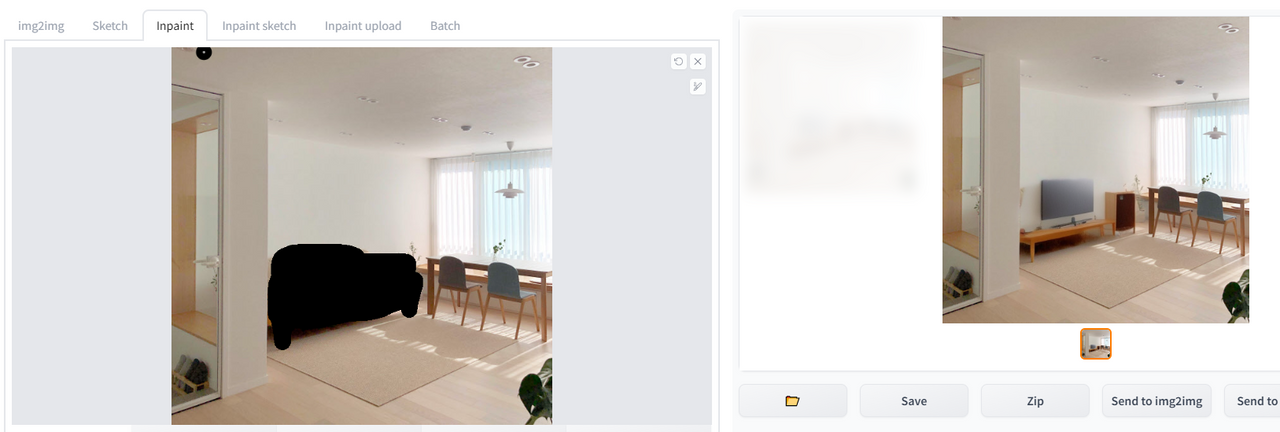 img2img Sketch Inpaint Inpaint sketch Inpaint upload Batch
Save Zip Send to img2img Send to